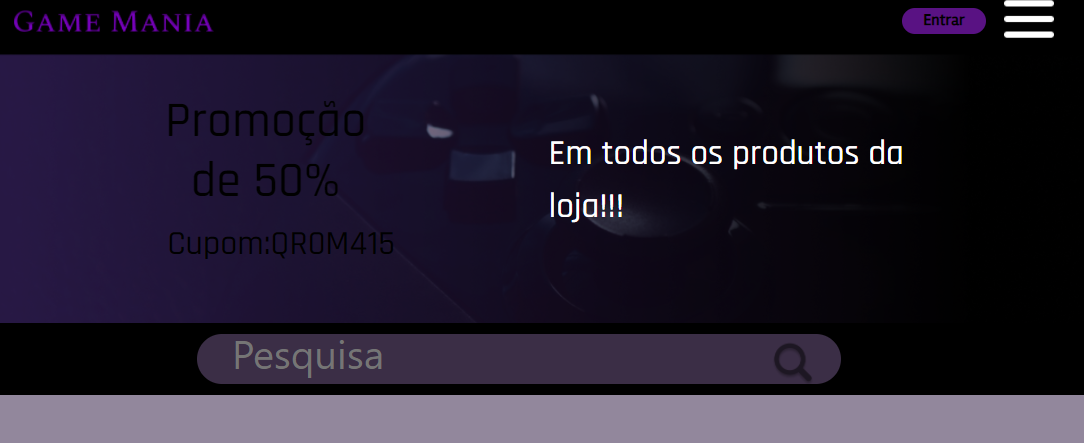 Game Mania
Entrar
Promoção
de 50%
Cupom:QROM415
Em todos os produtos da
loja!!!
Pesquisa